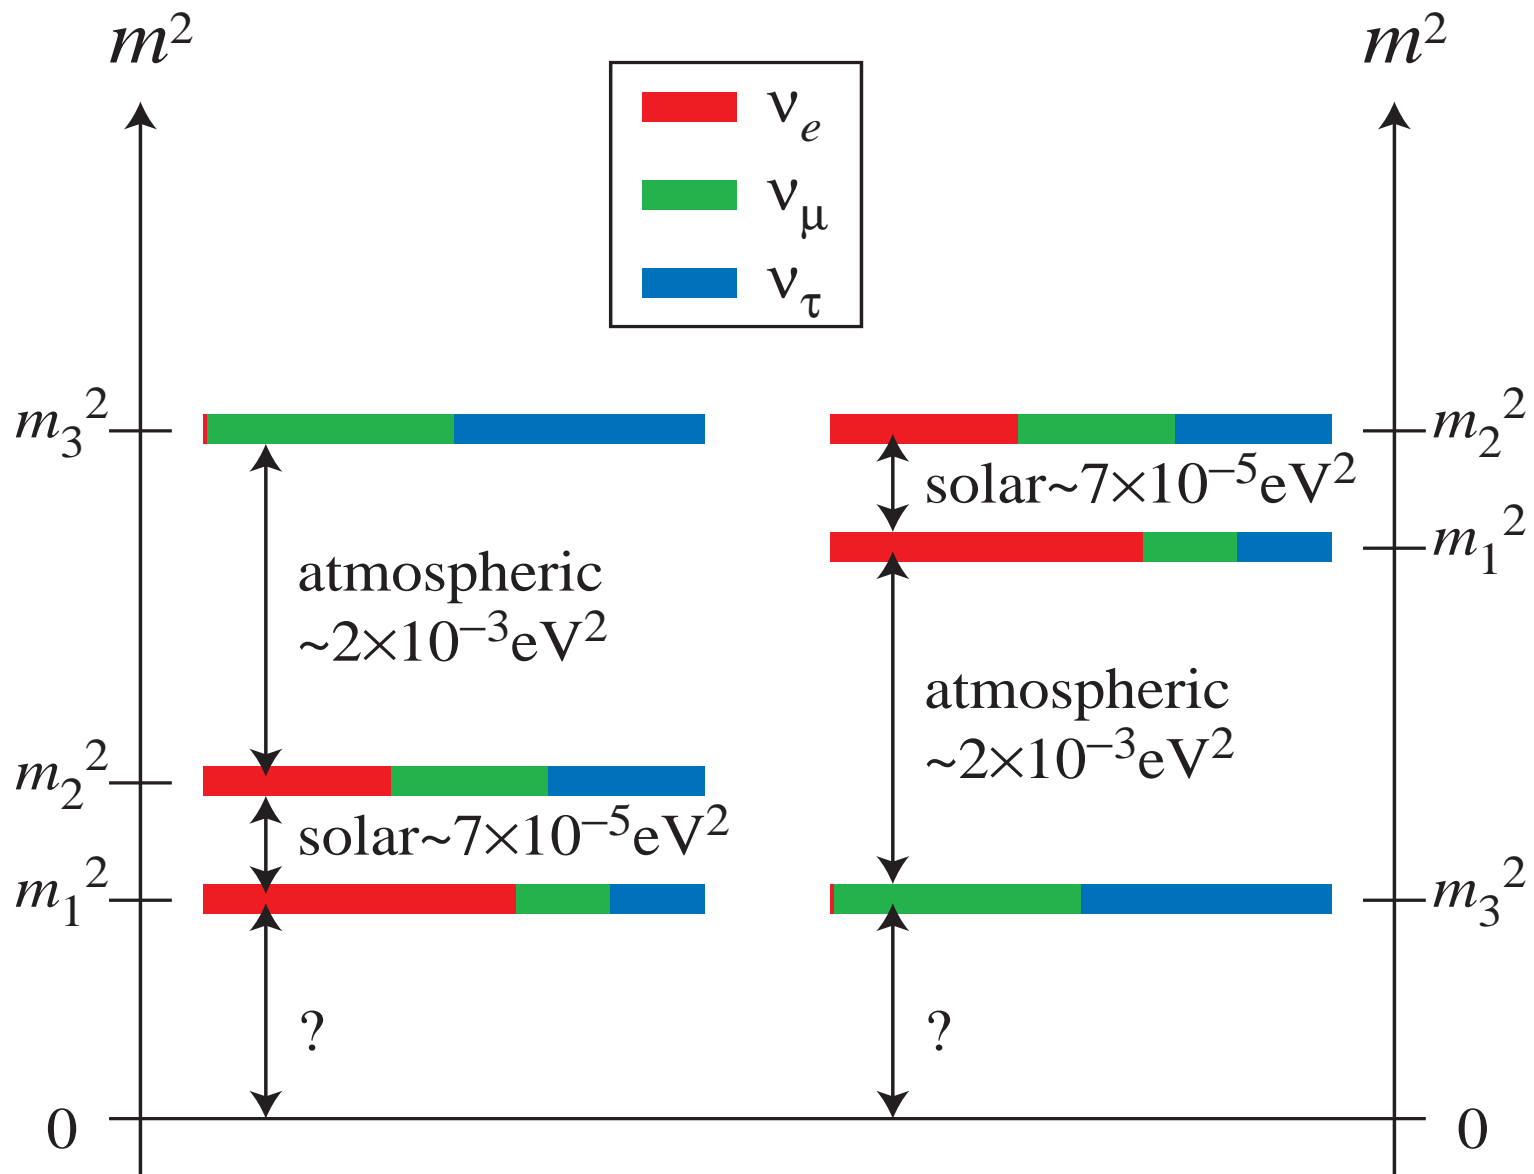 m²
m²
νₑ
ν_μ
ν_τ
m₃²
m₂²
solar~7×10⁻⁵eV²
m₁²
atmospheric
~2×10⁻³eV²
atmospheric
~2×10⁻³eV²
m₂²
solar~7×10⁻⁵eV²
m₁²
m₃²
?
?
0
0